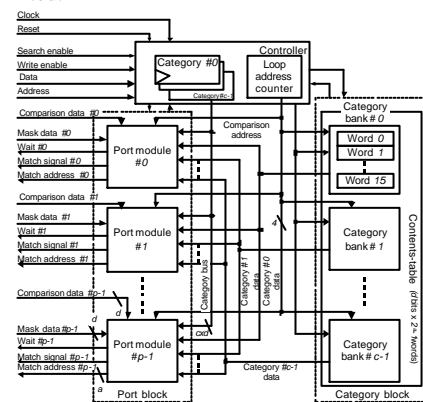 Clock
Reset
Search enable
Write enable
Data
Address
Controller
Category #0
Category#c-1
Loop
address
counter
Comparison data #0
Mask data #0
Wait #0
Match signal #0
Match address #0
Port module
#0
Comparison
address
Category
bank# 0
Word 0
Word 1
Word 15
Comparison data #1
Mask data #1
Wait #1
Match signal #1
Match address #1
Port module
#1
4
Category
bank# 1
Category bus
Category #1
data
Category #0
data
Contents-table
Comparison data #p-1
d
Mask data#p-1
d
Wait #p-1
Match signal #p-1
Match address #p-1
a
Port module
#p-1
cxd
Category #c-1
data
Category
bank# c-1
Port block
Category block